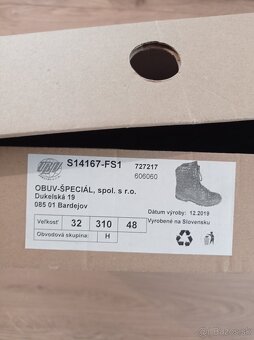 S14167-FS1
727217
606060
OBUV-ŠPECIÁL, spol. s r.o.
Dukelská 19
085 01 Bardejov
Dátum výroby: 12.2019
Vyrobené na Slovensku
Veľkosť 32 310 48
Obvodová skupina: H